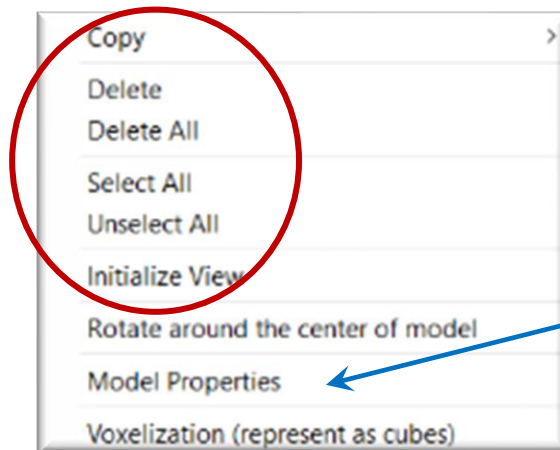 Copy
Delete
Delete All
Select All
Unselect All
Initialize View
Rotate around the center of model
Model Properties
Voxelization (represent as cubes)